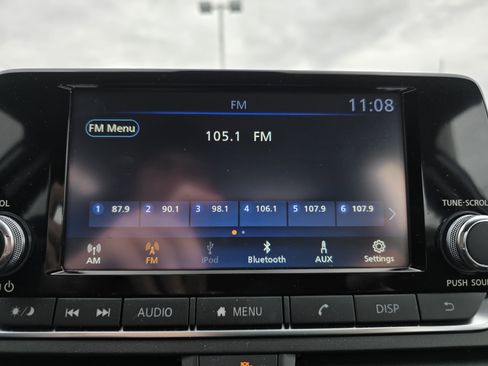 FM 11:08
FM Menu
105.1 FM
1 87.9 2 90.1 3 98.1 4 106.1 5 107.9 6 107.9
AM FM iPod Bluetooth AUX Settings
TUNE-SCROLL
PUSH SOUND
AUDIO MENU DISP